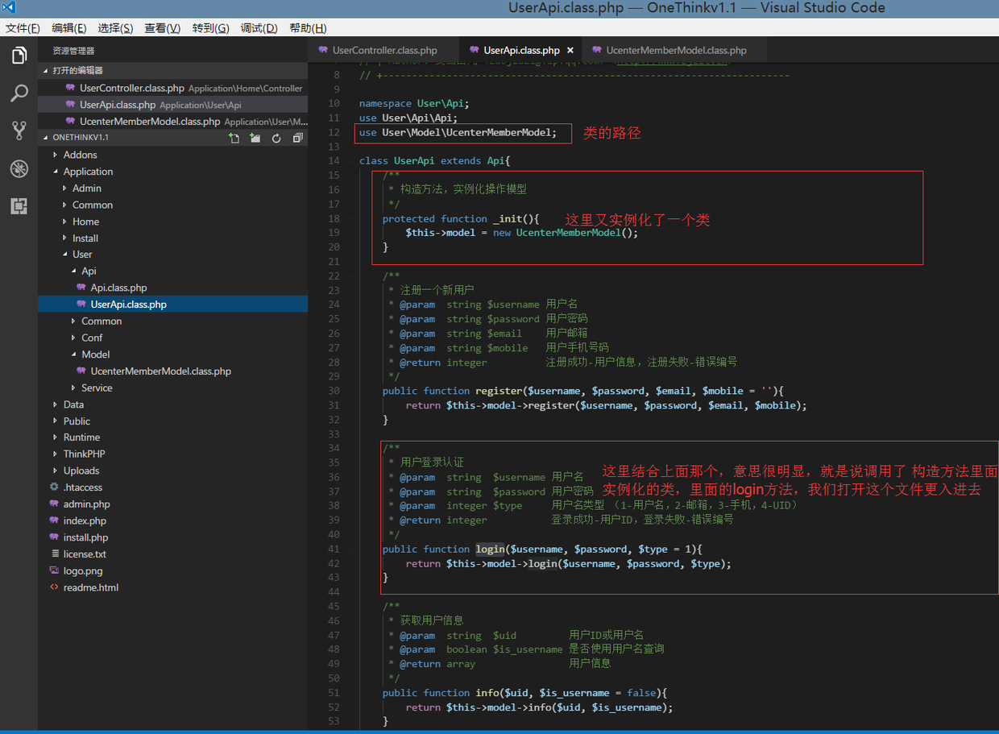 UserApi.class.php — OneThinkv1.1 — Visual Studio Code
文件(F) 编辑(E) 选择(S) 查看(V) 转到(G) 调试(D) 帮助(H)
资源管理器
打开的编辑器
UserController.class.php Application\Home\Controller
UserApi.class.php Application\User\Api
UcenterMemberModel.class.php Application\User\M...
ONETHINKV1.1
Addons
Application
Admin
Common
Home
Install
User
Api
Api.class.php
UserApi.class.php
Common
Conf
Model
UcenterMemberModel.class.php
Service
Data
Public
Runtime
ThinkPHP
Uploads
.htaccess
admin.php
index.php
install.php
license.txt
logo.png
readme.html
UserController.class.php UserApi.class.php × UcenterMemberModel.class.php
8 // +----------------------------------------------------------------------
9
10 namespace User\Api;
11 use User\Api\Api;
12 use User\Model\UcenterMemberModel; 类的路径
13
14 class UserApi extends Api{
15 /**
16 * 构造方法，实例化操作模型
17 */
18 protected function _init(){ 这里又实例化了一个类
19 $this->model = new UcenterMemberModel();
20 }
21
22 /**
23 * 注册一个新用户
24 * @param string $username 用户名
25 * @param string $password 用户密码
26 * @param string $email 用户邮箱
27 * @param string $mobile 用户手机号码
28 * @return integer 注册成功-用户信息，注册失败-错误编号
29 */
30 public function register($username, $password, $email, $mobile = ''){
31 return $this->model->register($username, $password, $email, $mobile);
32 }
33
34 /**
35 * 用户登录认证
36 * @param string $username 用户名 这里结合上面那个，意思很明显，就是说调用了 构造方法里面
37 * @param string $password 用户密码 实例化的类，里面的login方法，我们打开这个文件更入进去
38 * @param integer $type 用户名类型 （1-用户名，2-邮箱，3-手机，4-UID）
39 * @return integer 登录成功-用户ID，登录失败-错误编号
40 */
41 public function login($username, $password, $type = 1){
42 return $this->model->login($username, $password, $type);
43 }
44
45 /**
46 * 获取用户信息
47 * @param string $uid 用户ID或用户名
48 * @param boolean $is_username 是否使用用户名查询
49 * @return array 用户信息
50 */
51 public function info($uid, $is_username = false){
52 return $this->model->info($uid, $is_username);
53 }